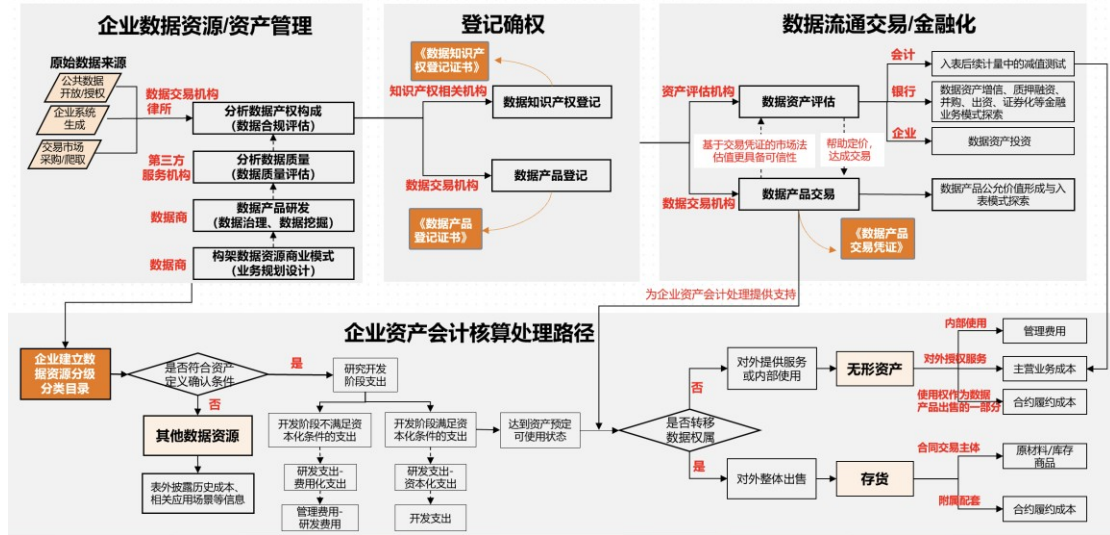 企业数据资源/资产管理
原始数据来源
公共数据
开放/授权
企业系统
生成
交易市场
采购/爬取
数据交易机构
律所
分析数据产权构成
(数据合规评估)
第三方
服务机构
分析数据质量
(数据质量评估)
数据商
数据产品研发
(数据治理、数据挖掘)
数据商
构架数据资源商业模式
(业务规划设计)
登记确权
《数据知识产
权登记证书》
知识产权相关机构
数据知识产权登记
数据交易机构
数据产品登记
《数据产品
登记证书》
数据流通交易/金融化
资产评估机构
数据资产评估
基于交易凭证的市场法
估值更具备可信性
帮助定价,
达成交易
数据交易机构
数据产品交易
《数据产品
交易凭证》
会计
入表后续计量中的减值测试
银行
数据资产增信、质押融资、
并购、出资、证券化等金融
业务模式探索
企业
数据资产投资
数据产品公允价值形成与入
表模式探索
为企业资产会计处理提供支持
企业资产会计核算处理路径
企业建立数
据资源分级
分类目录
是否符合资产
定义确认条件
是
否
其他数据资源
表外披露历史成本、
相关应用场景等信息
研究开发
阶段支出
开发阶段不满足资
本化条件的支出
研发支出-
费用化支出
管理费用-
研发费用
开发阶段满足资
本化条件的支出
研发支出-
资本化支出
开发支出
达到资产预定
可使用状态
是否转移
数据权属
否
对外提供服务
或内部使用
无形资产
内部使用
管理费用
对外授权服务
主营业务成本
使用权作为数据
产品出售的一部分
合约履约成本
是
对外整体出售
存货
合同交易主体
原材料/库存
商品
附属配套
合约履约成本